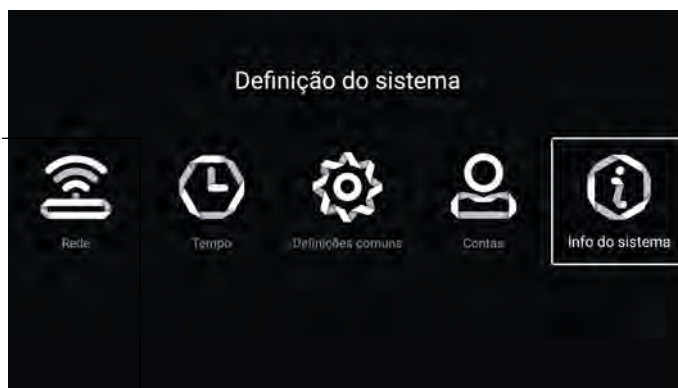 Definição do sistema
Rede
Tempo
Definições comuns
Contas
Info do sistema